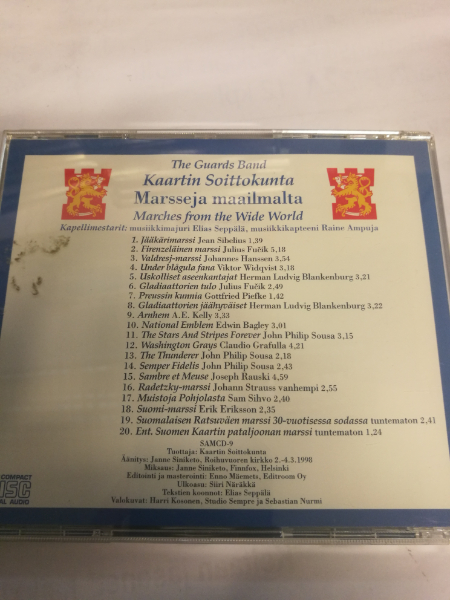 The Guards Band
Kaartin Soittokunta
Marsseja maailmalta
Marches from the Wide World
Kapellimestarit: musiikkimajuri Elias Seppälä, musiikkikapteeni Raine Ampuja
1. Jääkärimarssi Jean Sibelius 1,39
2. Firenzeläinen marssi Julius Fučik 5,18
3. Valdresj-marssi Johannes Hanssen 3,54
4. Under blågula fana Viktor Widqvist 3,18
5. Uskolliset aseenkantajat Herman Ludvig Blankenburg 3,21
6. Gladiaattorien tulo Julius Fučik 2,49
7. Preussin kunnia Gottfried Piefke 1,42
8. Gladiaattorien jäähyväiset Herman Ludvig Blankenburg 3,22
9. Arnhem A.E. Kelly 3,33
10. National Emblem Edwin Bagley 3,01
11. The Stars And Stripes Forever John Philip Sousa 3,15
12. Washington Grays Claudio Grafulla 4,21
13. The Thunderer John Philip Sousa 2,18
14. Semper Fidelis John Philip Sousa 2,43
15. Sambre et Meuse Joseph Rauski 4,59
16. Radetzky-marssi Johann Strauss vanhempi 2,55
17. Muistoja Pohjolasta Sam Sihvo 2,40
18. Suomi-marssi Erik Eriksson 2,35
19. Suomalaisen Ratsuväen marssi 30-vuotisessa sodassa tuntematon 2,41
20. Ent. Suomen Kaartin pataljoonan marssi tuntematon 1,24
SAMCD-9
Tuottaja: Kaartin Soittokunta
Äänitys: Janne Siniketo, Roihuvuoren kirkko 2.-4.3.1998
Miksaus: Janne Siniketo, Finnfox, Helsinki
Editointi ja masterointi: Enno Mäemets, Editroom Oy
Ulkoasu: Siiri Näräkkä
Tekstien koonnut: Elias Seppälä
Valokuvat: Harri Kosonen, Studio Sempre ja Sebastian Nurmi
COMPACT
DISC
DIGITAL AUDIO